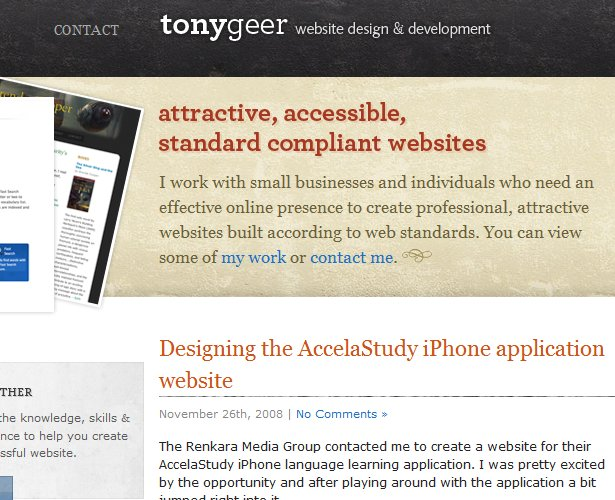 CONTACT
tonygeer website design & development
attractive, accessible,
standard compliant websites
I work with small businesses and individuals who need an
effective online presence to create professional, attractive
websites built according to web standards. You can view
some of my work or contact me.
Designing the AccelaStudy iPhone application
website
November 26th, 2008 | No Comments »
The Renkara Media Group contacted me to create a website for their
AccelaStudy iPhone language learning application. I was pretty excited
by the opportunity and after playing around with the application a bit
jumped right into it
THER
the knowledge, skills &
nce to help you create
ssful website.